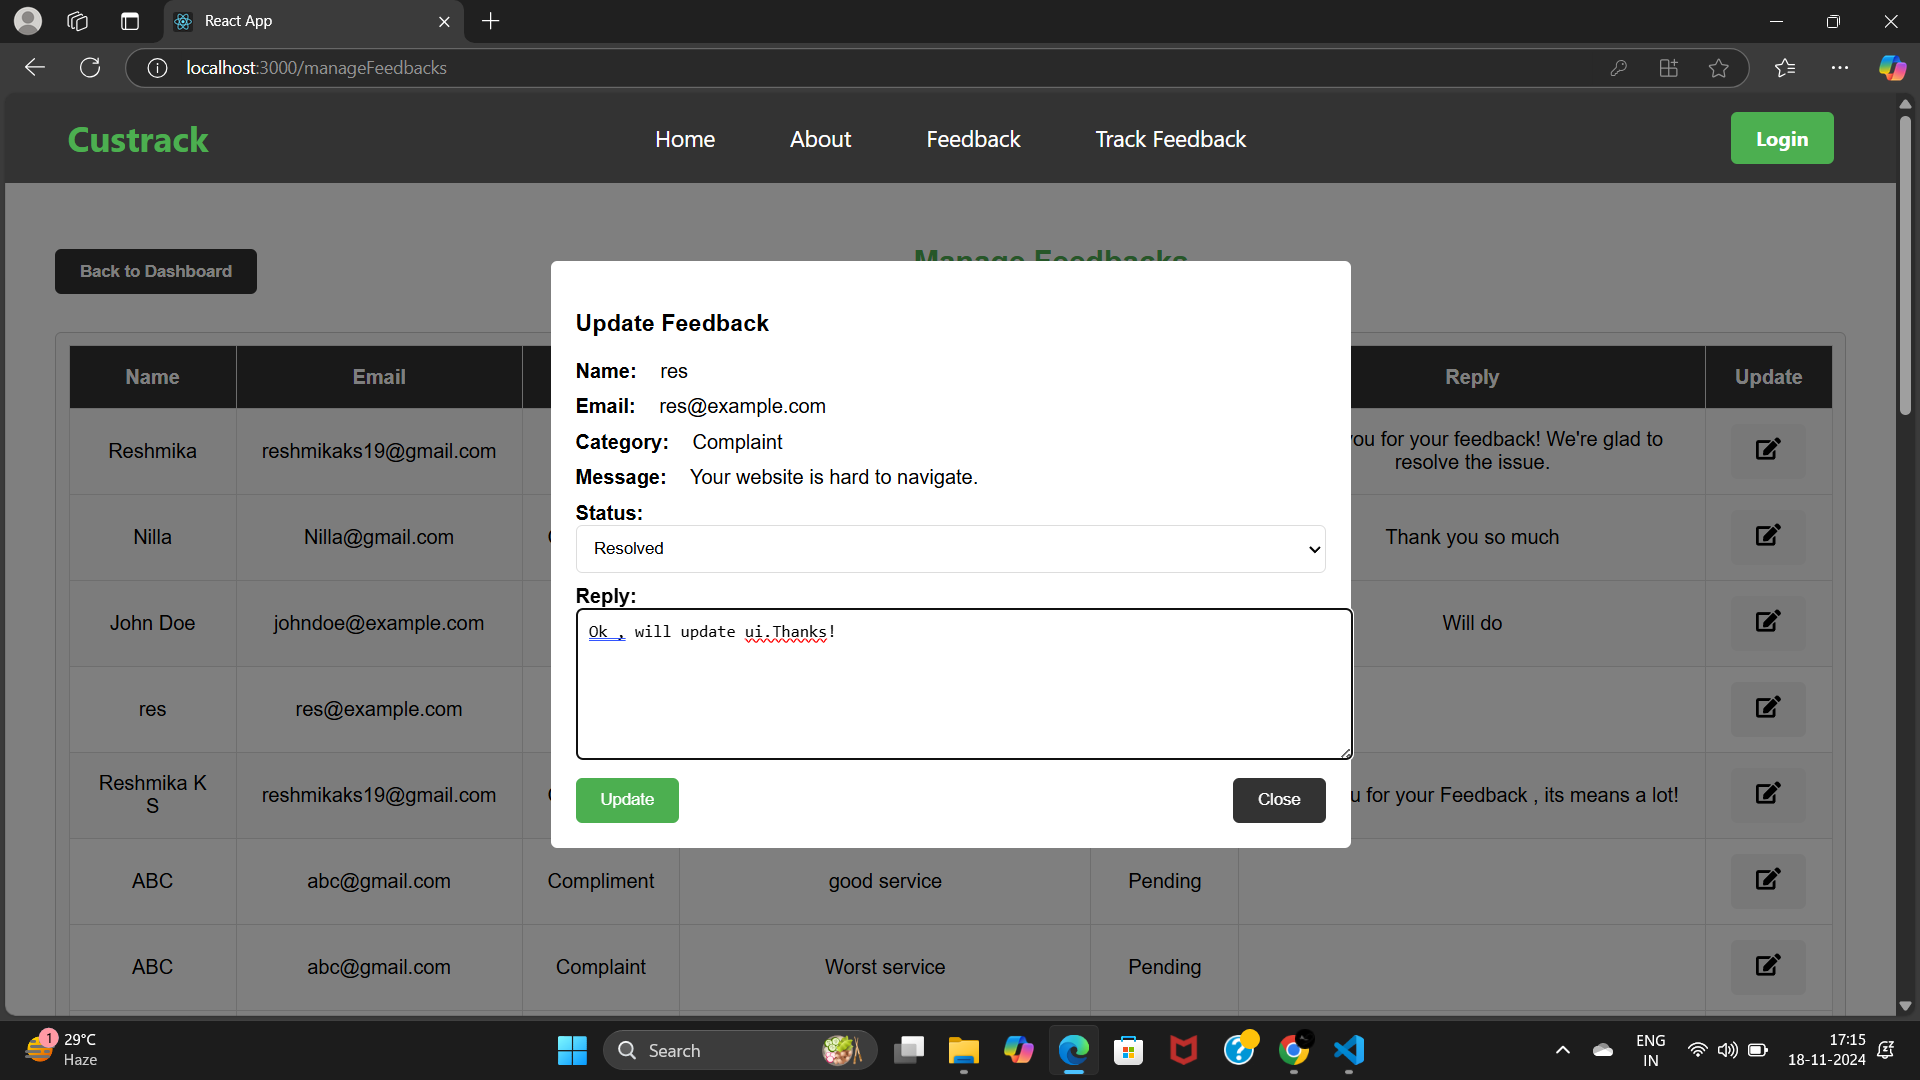 React App
localhost:3000/manageFeedbacks
Custrack
Home About Feedback Track Feedback
Login
Back to Dashboard
Manage Feedbacks
Name Email Reply Update
Reshmika reshmikaks19@gmail.com you for your feedback! We're glad to
resolve the issue.
Nilla Nilla@gmail.com Thank you so much
John Doe johndoe@example.com Will do
res res@example.com
Reshmika K
S
reshmikaks19@gmail.com u for your Feedback , its means a lot!
ABC abc@gmail.com Compliment good service Pending
ABC abc@gmail.com Complaint Worst service Pending
Update Feedback
Name: res
Email: res@example.com
Category: Complaint
Message: Your website is hard to navigate.
Status:
Resolved
Reply:
Ok , will update ui.Thanks!
Update Close
1
29°C
Haze
Search
ENG
IN
17:15
18-11-2024